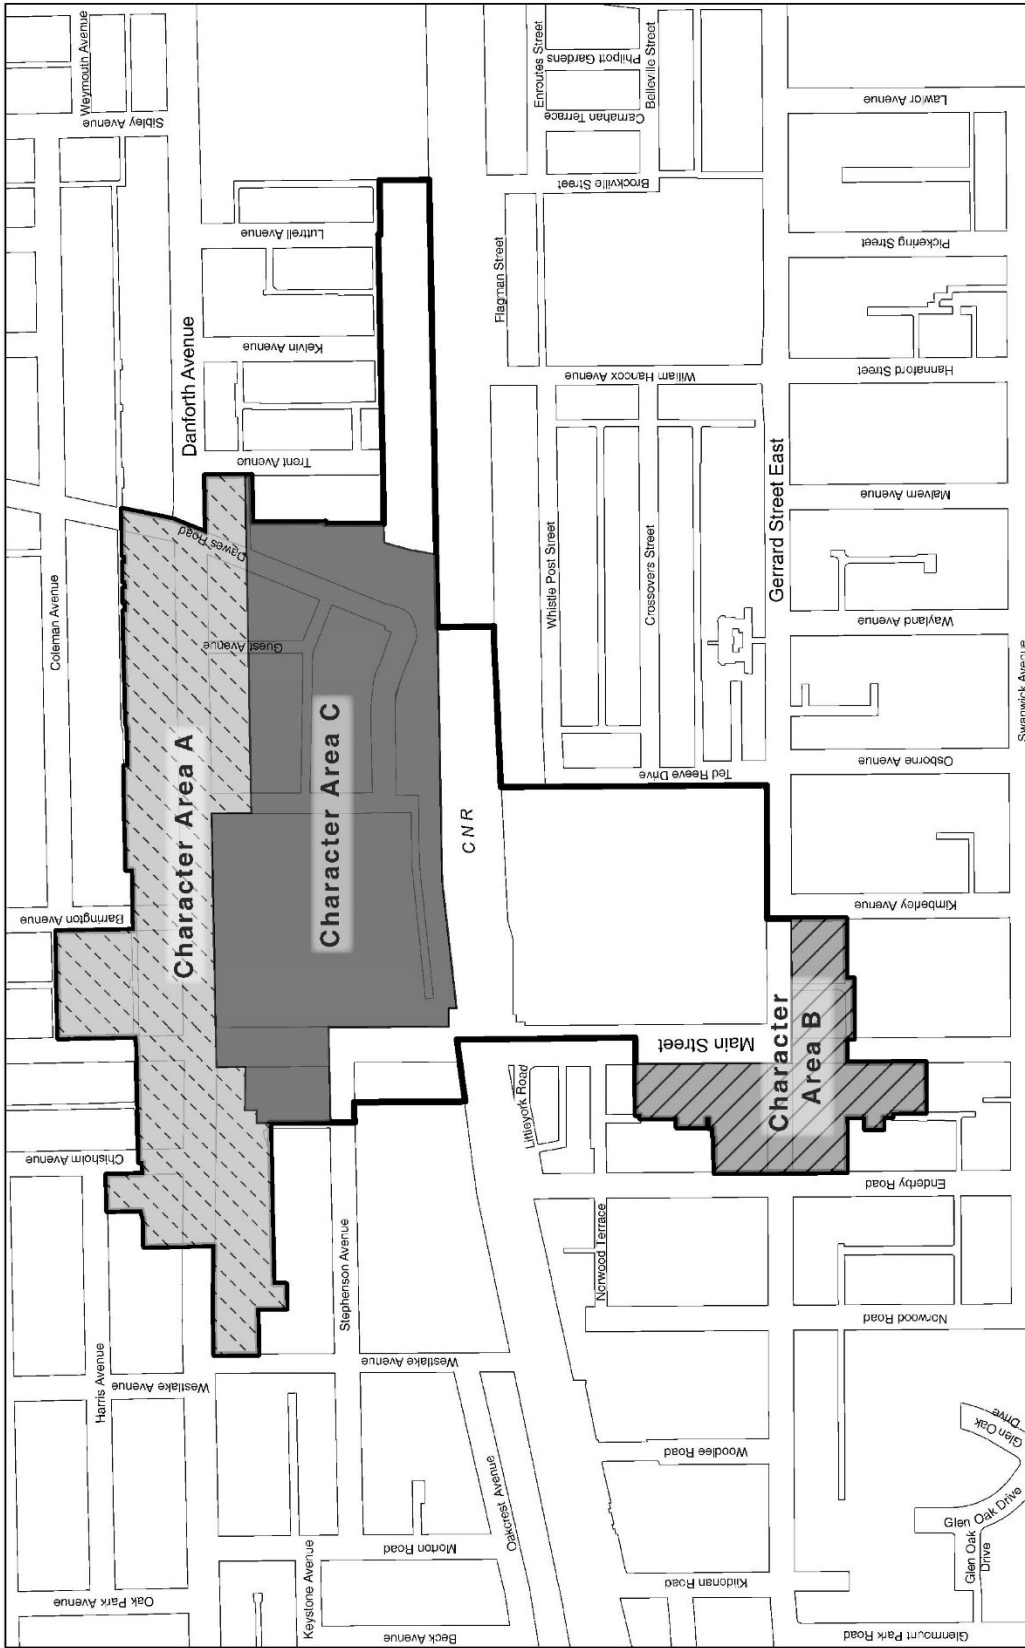 Weymouth Avenue
Sibley Avenue
Coleman Avenue
Barrington Avenue
Chisholm Avenue
Harris Avenue
Westlake Avenue
Oak Park Avenue
Danforth Avenue
Luttrell Avenue
Kelvin Avenue
Trent Avenue
Dawes Road
Guest Avenue
Character Area A
Character Area C
Stephenson Avenue
Westlake Avenue
Keystone Avenue
Morton Road
Beck Avenue
Oakcrest Avenue
CNR
Enroutes Street
Philpott Gardens
Belleville Street
Carnahan Terrace
Brockville Street
Flagman Street
William Hancox Avenue
Whistle Post Street
Crossovers Street
Ted Reeve Drive
Main Street
Littleyork Road
Norwood Terrace
Character
Area B
Gerrard Street East
Lawlor Avenue
Pickering Street
Hannaford Street
Malvern Avenue
Wayland Avenue
Swanwick Avenue
Osborne Avenue
Kimberley Avenue
Enderby Road
Norwood Road
Woodlee Road
Kildonan Road
Glen Oak
Drive
Glen Oak Drive
Glen Oak
Drive
Glenmount Park Road